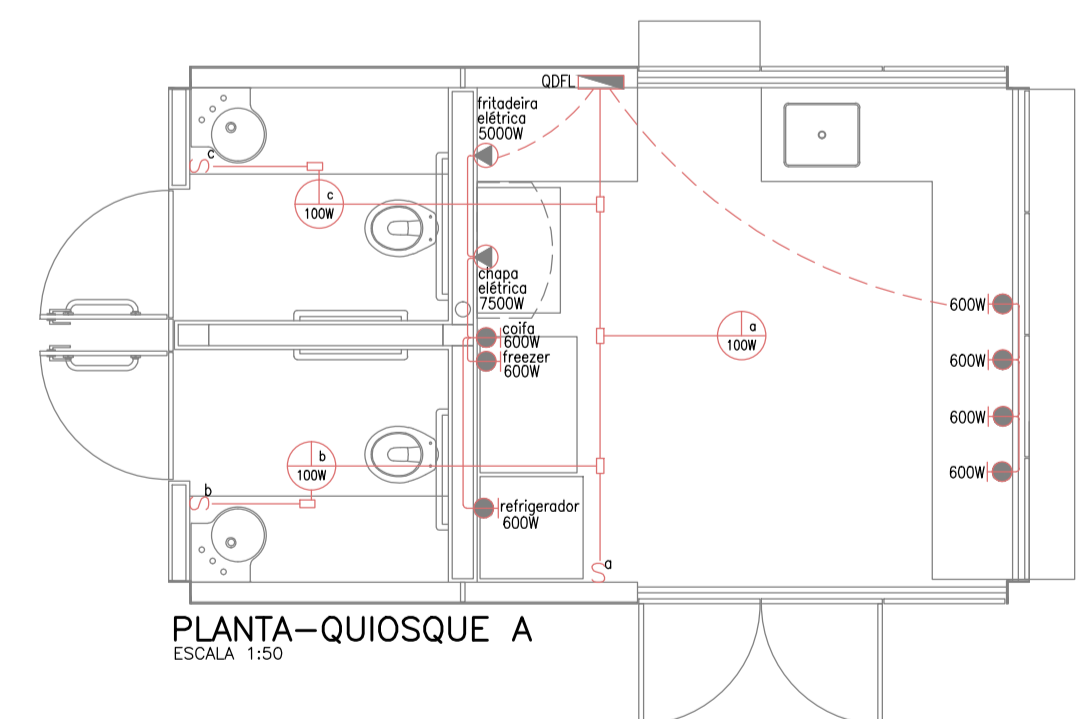 QDFL
fritadeira
elétrica
5000W
c
c
100W
chapa
elétrica
7500W
600W
coifa
600W
a
100W
freezer
600W
600W
600W
b
100W
600W
b
refrigerador
600W
a
PLANTA-QUIOSQUE A
ESCALA 1:50